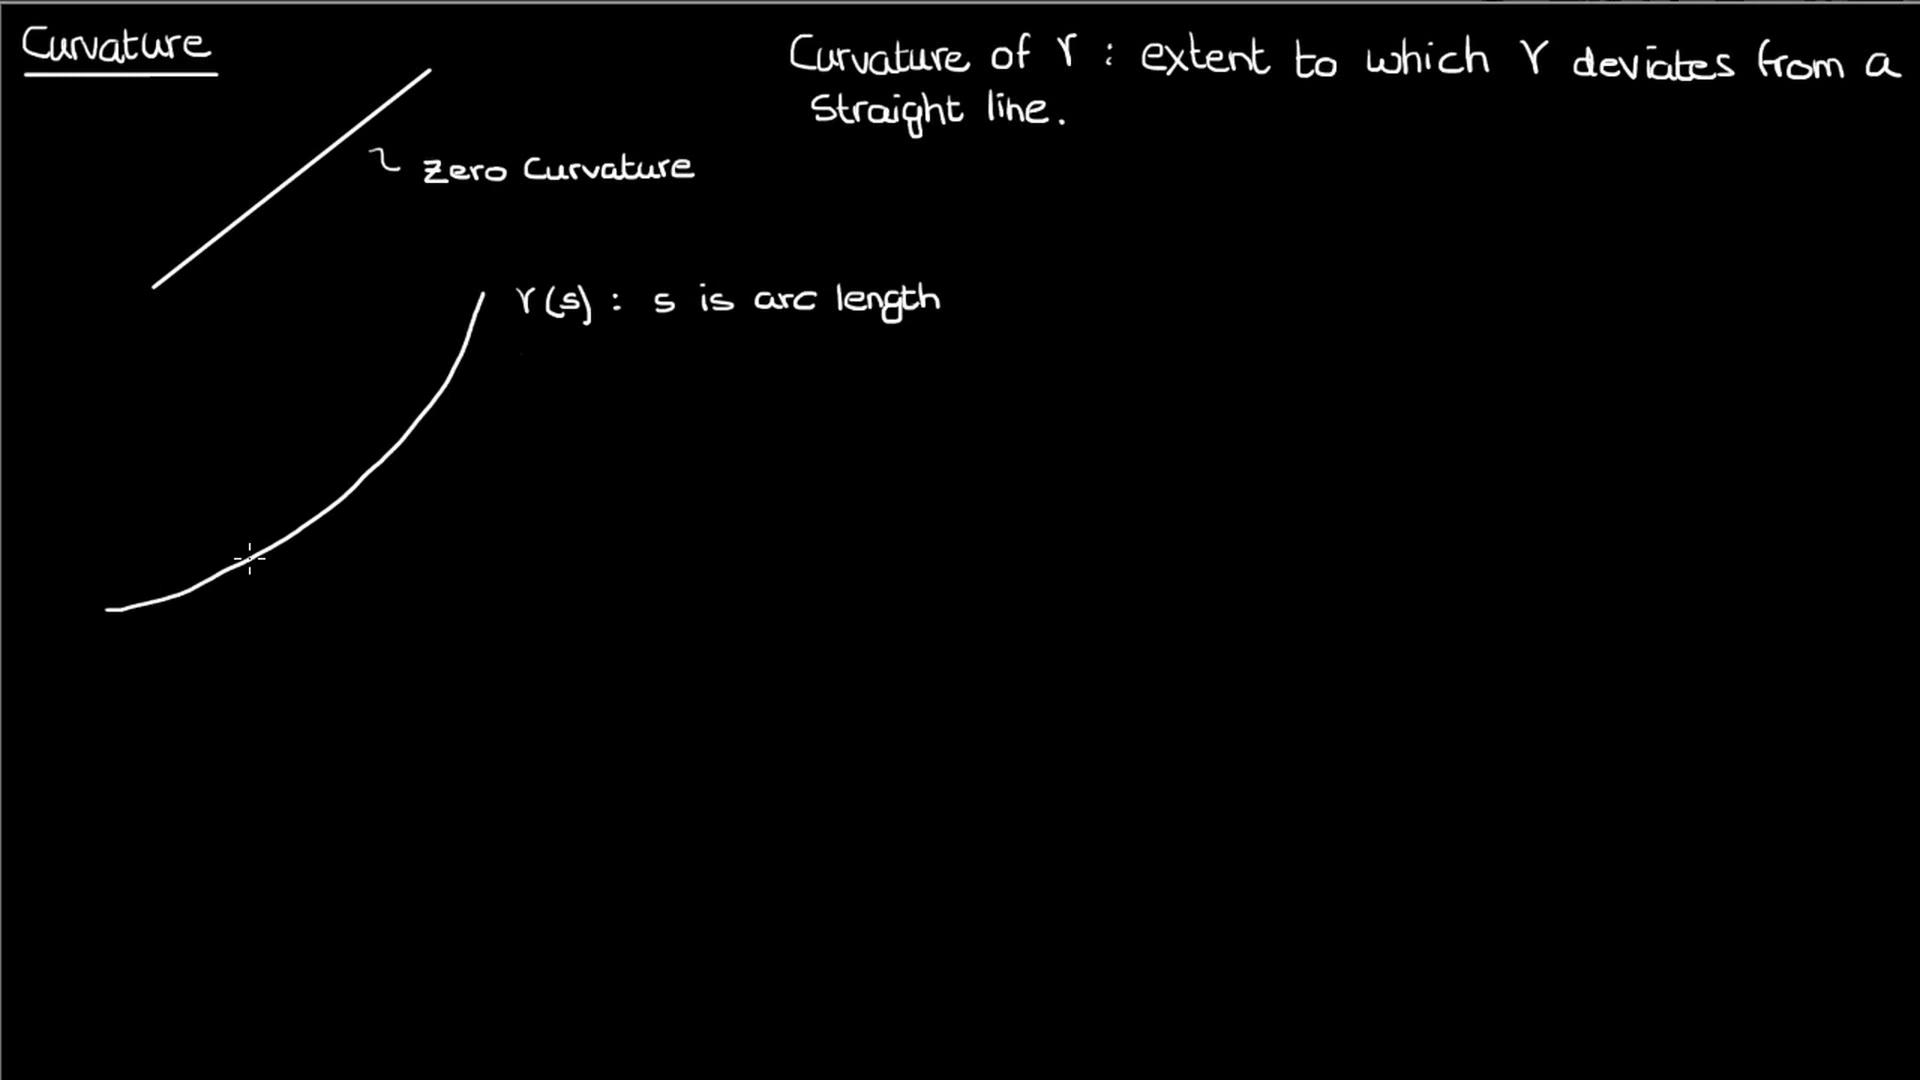 Curvature
Curvature of γ : extent to which γ deviates from a
straight line.
zero curvature
γ(s) : s is arc length